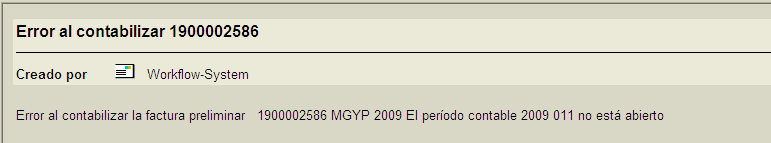 Error al contabilizar 1900002586
Creado por Workflow-System
Error al contabilizar la factura preliminar 1900002586 MGYP 2009 El período contable 2009 011 no está abierto